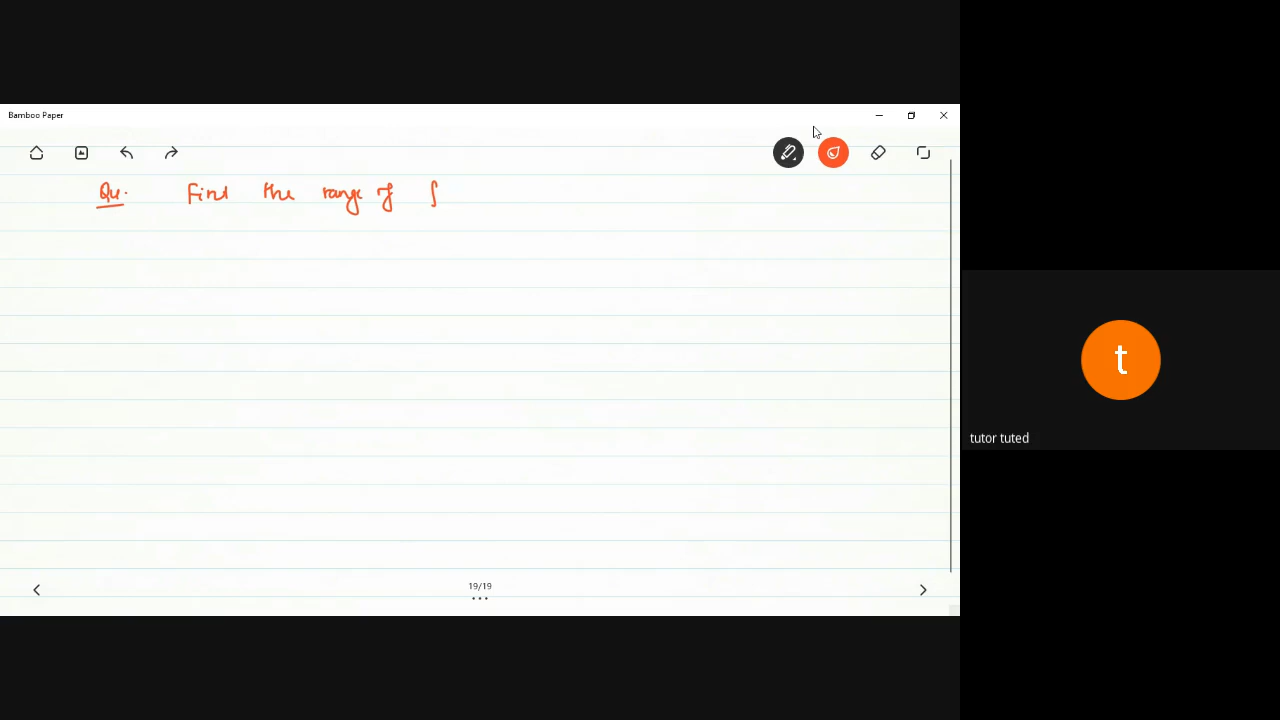 Bamboo Paper
Qu. Find the range of f
t
tutor tuted
19/19